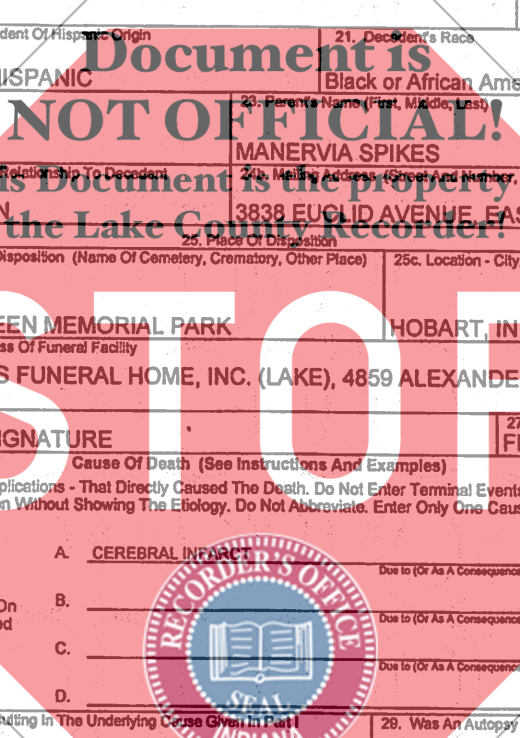 dent Of Hispanic Origin
21. Decedent's Race
Document is
ISPANIC
Black or African Ame
23. Parent's Name (First, Middle, Last)
NOT OFFICIAL!
MANERVIA SPIKES
Relationship To Decedent
24b. Mailing Address (Street And Number,
is Document is the property
N
3838 EUCLID AVENUE, EAS
the Lake County Recorder!
25. Place Of Disposition
Disposition (Name Of Cemetery, Crematory, Other Place)
25c. Location - City
EEN MEMORIAL PARK
HOBART, IN
ss Of Funeral Facility
STOP
S FUNERAL HOME, INC. (LAKE), 4859 ALEXANDE
27
IGNATURE
FI
Cause Of Death (See Instructions And Examples)
plications - That Directly Caused The Death. Do Not Enter Terminal Events
n Without Showing The Etiology. Do Not Abbreviate. Enter Only One Caus
A. CEREBRAL INFARCT
Due to (Or As A Consequence
On
B.
Due to (Or As A Consequence
ed
C.
Due to (Or As A Consequence
D.
RECORDER'S OFFICE
SEAL
INDIANA
sulting In The Underlying Cause Given In Part I
29. Was An Autopsy